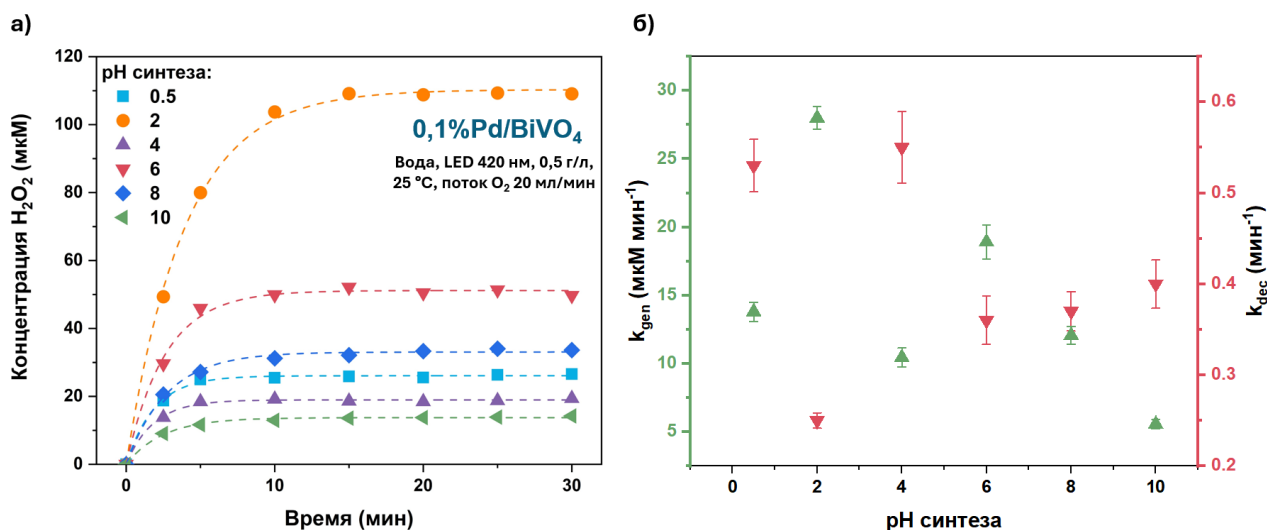 а)
Концентрация H₂O₂ (мкМ)
120
100
80
60
40
20
0
pH синтеза:
0.5
2
4
6
8
10
0,1%Pd/BiVO₄
Вода, LED 420 нм, 0,5 г/л,
25 °C, поток O₂ 20 мл/мин
0 10 20 30
Время (мин)
б)
k_gen (мкМ мин⁻¹)
30
25
20
15
10
5
0 2 4 6 8 10
pH синтеза
0.6
0.5
0.4
0.3
0.2
k_dec (мин⁻¹)